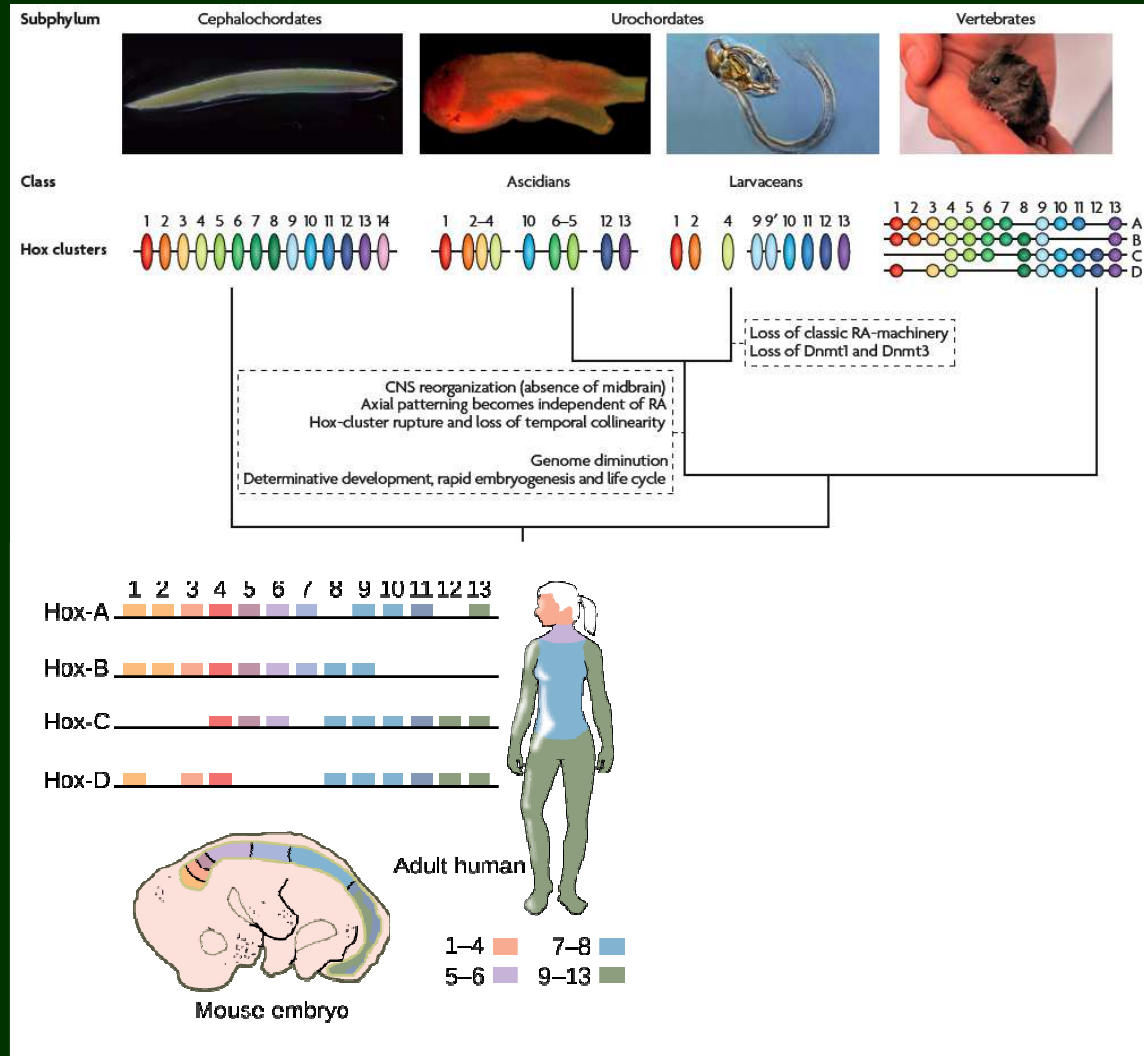 Subphylum Cephalochordates Urochordates Vertebrates
Class Ascidians Larvaceans
1 2 3 4 5 6 7 8 9 10 11 12 13 14
1 2–4 10 6–5 12 13
1 2 4 9 9′ 10 11 12 13
1 2 3 4 5 6 7 8 9 10 11 12 13
Hox clusters
A
B
C
D
Loss of classic RA-machinery
Loss of Dnmt1 and Dnmt3
CNS reorganization (absence of midbrain)
Axial patterning becomes independent of RA
Hox-cluster rupture and loss of temporal collinearity
Genome diminution
Determinative development, rapid embryogenesis and life cycle
1 2 3 4 5 6 7 8 9 10 11 12 13
Hox-A
Hox-B
Hox-C
Hox-D
Adult human
1–4 7–8
5–6 9–13
Mouse embryo